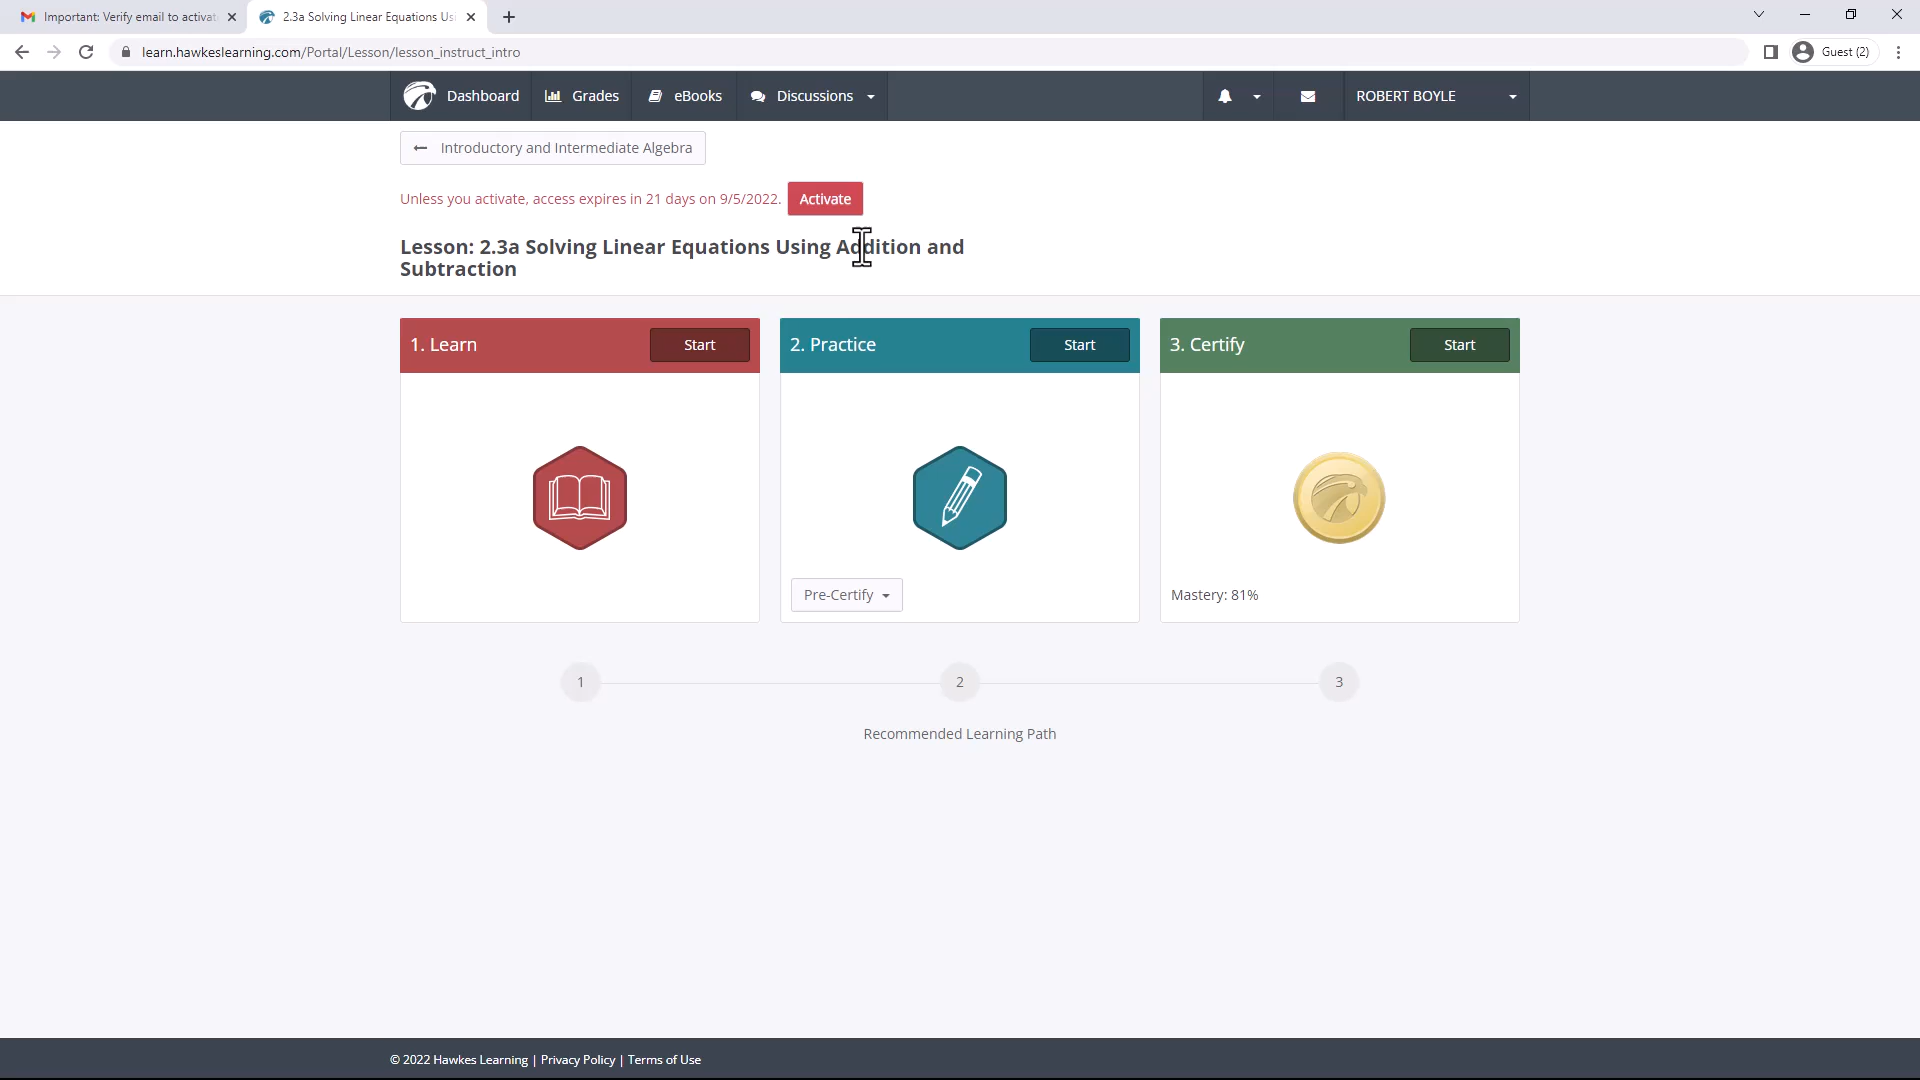 Important: Verify email to activat
2.3a Solving Linear Equations Usi
learn.hawkeslearning.com/Portal/Lesson/lesson_instruct_intro
Guest (2)
Dashboard
Grades
eBooks
Discussions
ROBERT BOYLE
Introductory and Intermediate Algebra
Unless you activate, access expires in 21 days on 9/5/2022.
Activate
Lesson: 2.3a Solving Linear Equations Using Addition and
Subtraction
1. Learn
Start
2. Practice
Start
3. Certify
Start
Pre-Certify
Mastery: 81%
1
2
3
Recommended Learning Path
© 2022 Hawkes Learning | Privacy Policy | Terms of Use